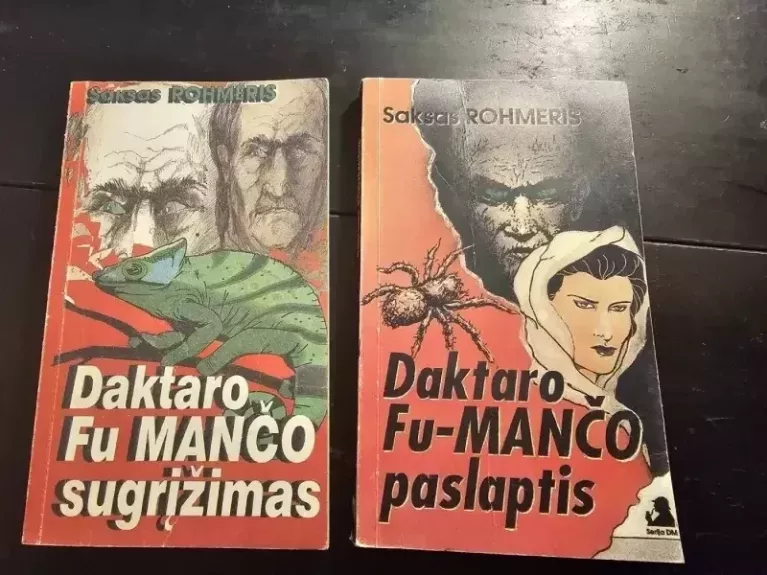 Saksas ROHMERIS
Daktaro
Fu MANČO
sugrįžimas
Saksas ROHMERIS
Daktaro
Fu-MANČO
paslaptis
Serija DM